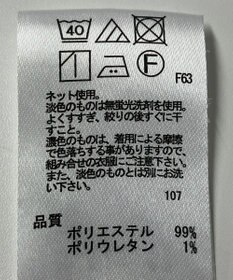 40
F
F63
ネット使用。
淡色のものは無蛍光洗剤を使用。
よくすすぎ、絞りの後すぐに干
すこと。
濃色のものは、着用による摩擦
で色落ちする事がありますので、
組み合せの衣服にご注意下さい。
また、淡色のものとは別にお洗
い下さい。
107
品質
ポリエステル 99%
ポリウレタン 1%